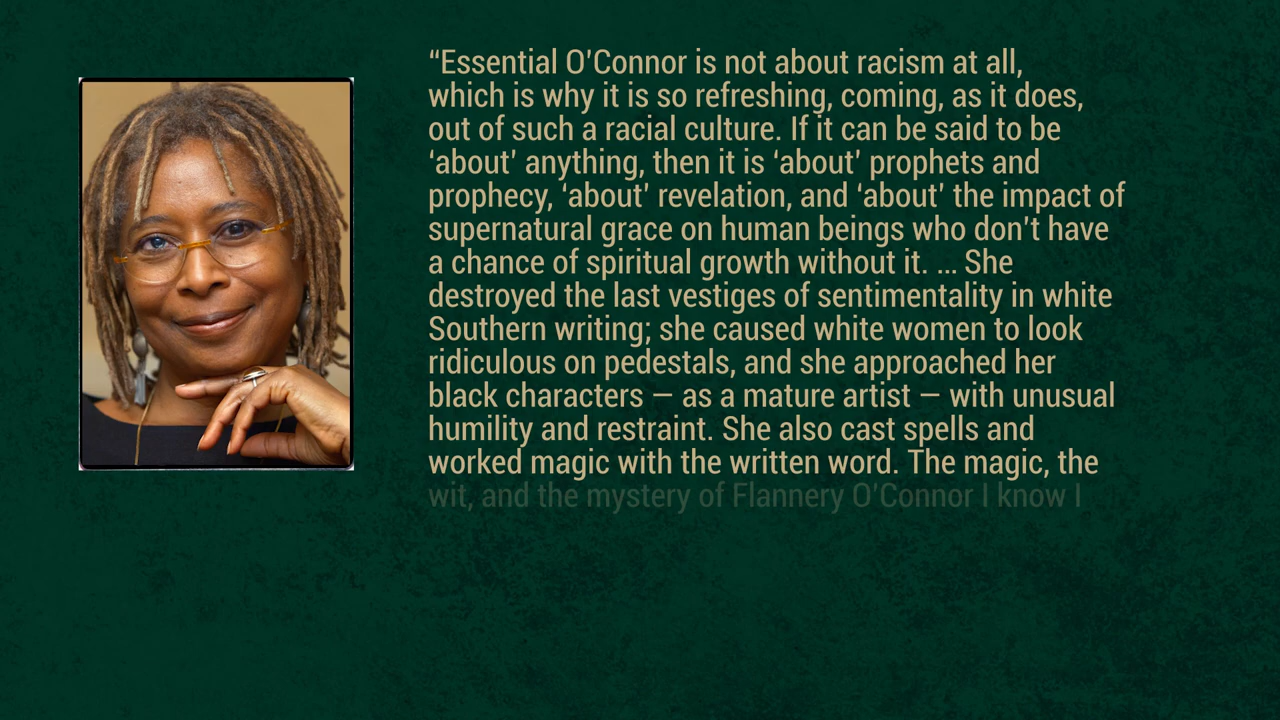 “Essential O’Connor is not about racism at all,
which is why it is so refreshing, coming, as it does,
out of such a racial culture. If it can be said to be
‘about’ anything, then it is ‘about’ prophets and
prophecy, ‘about’ revelation, and ‘about’ the impact of
supernatural grace on human beings who don’t have
a chance of spiritual growth without it. ... She
destroyed the last vestiges of sentimentality in white
Southern writing; she caused white women to look
ridiculous on pedestals, and she approached her
black characters — as a mature artist — with unusual
humility and restraint. She also cast spells and
worked magic with the written word. The magic, the
wit, and the mystery of Flannery O’Connor I know I